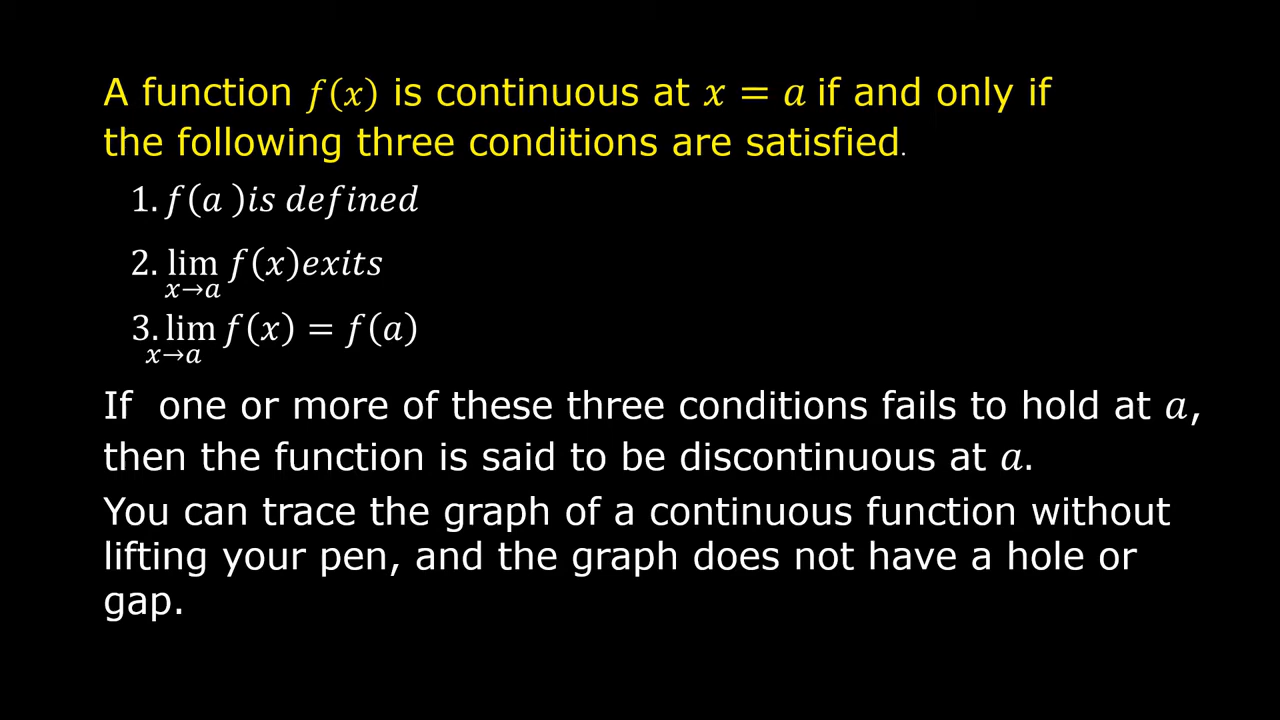 A function f(x) is continuous at x = a if and only if
the following three conditions are satisfied.
1. f(a )is defined
2. lim f(x)exits
x→a
3. lim f(x) = f(a)
x→a
If  one or more of these three conditions fails to hold at a,
then the function is said to be discontinuous at a.
You can trace the graph of a continuous function without
lifting your pen, and the graph does not have a hole or
gap.